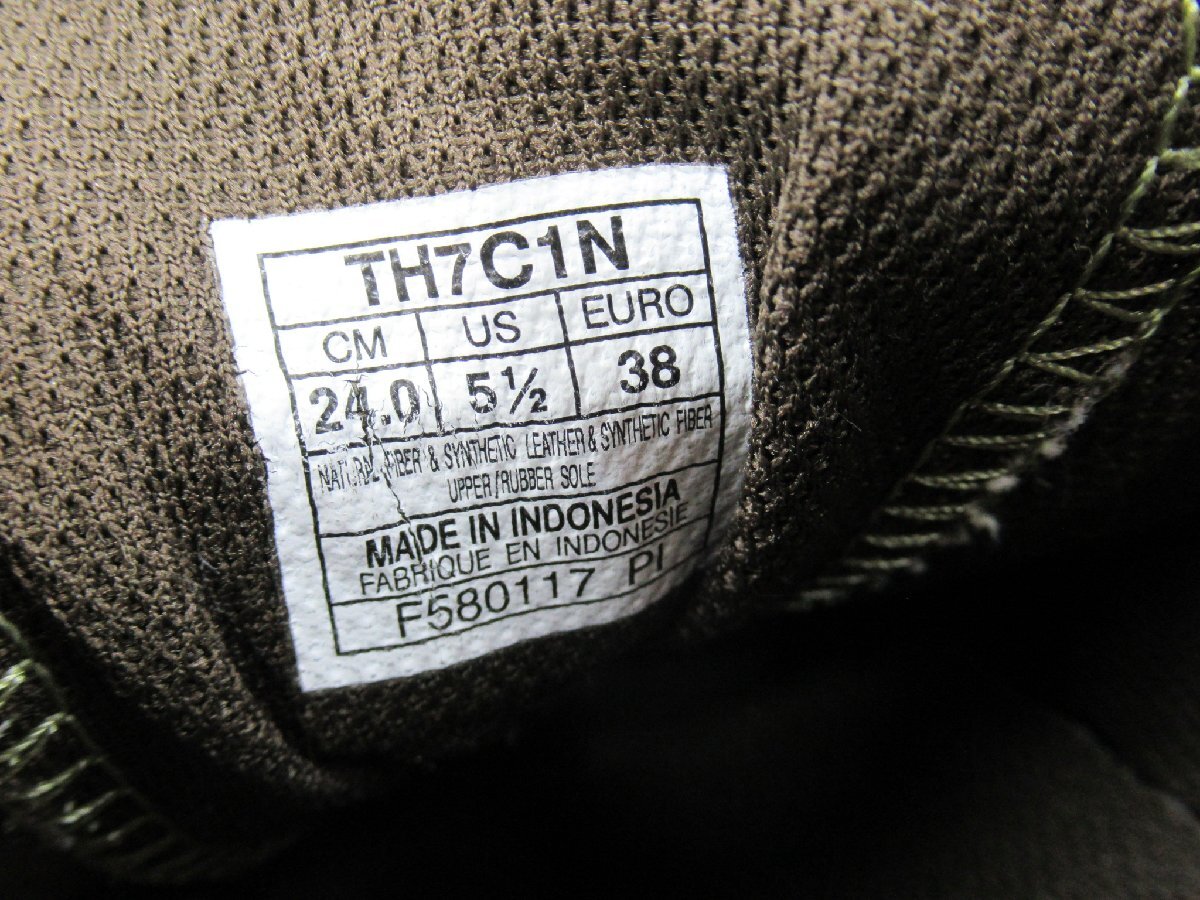 TH7C1N
CM US EURO
24.0 5½ 38
NATURAL FIBER & SYNTHETIC LEATHER & SYNTHETIC FIBER
UPPER/RUBBER SOLE
MADE IN INDONESIA
FABRIQUE EN INDONESIE
F580117 PI